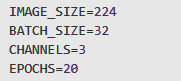 IMAGE_SIZE=224
BATCH_SIZE=32
CHANNELS=3
EPOCHS=20